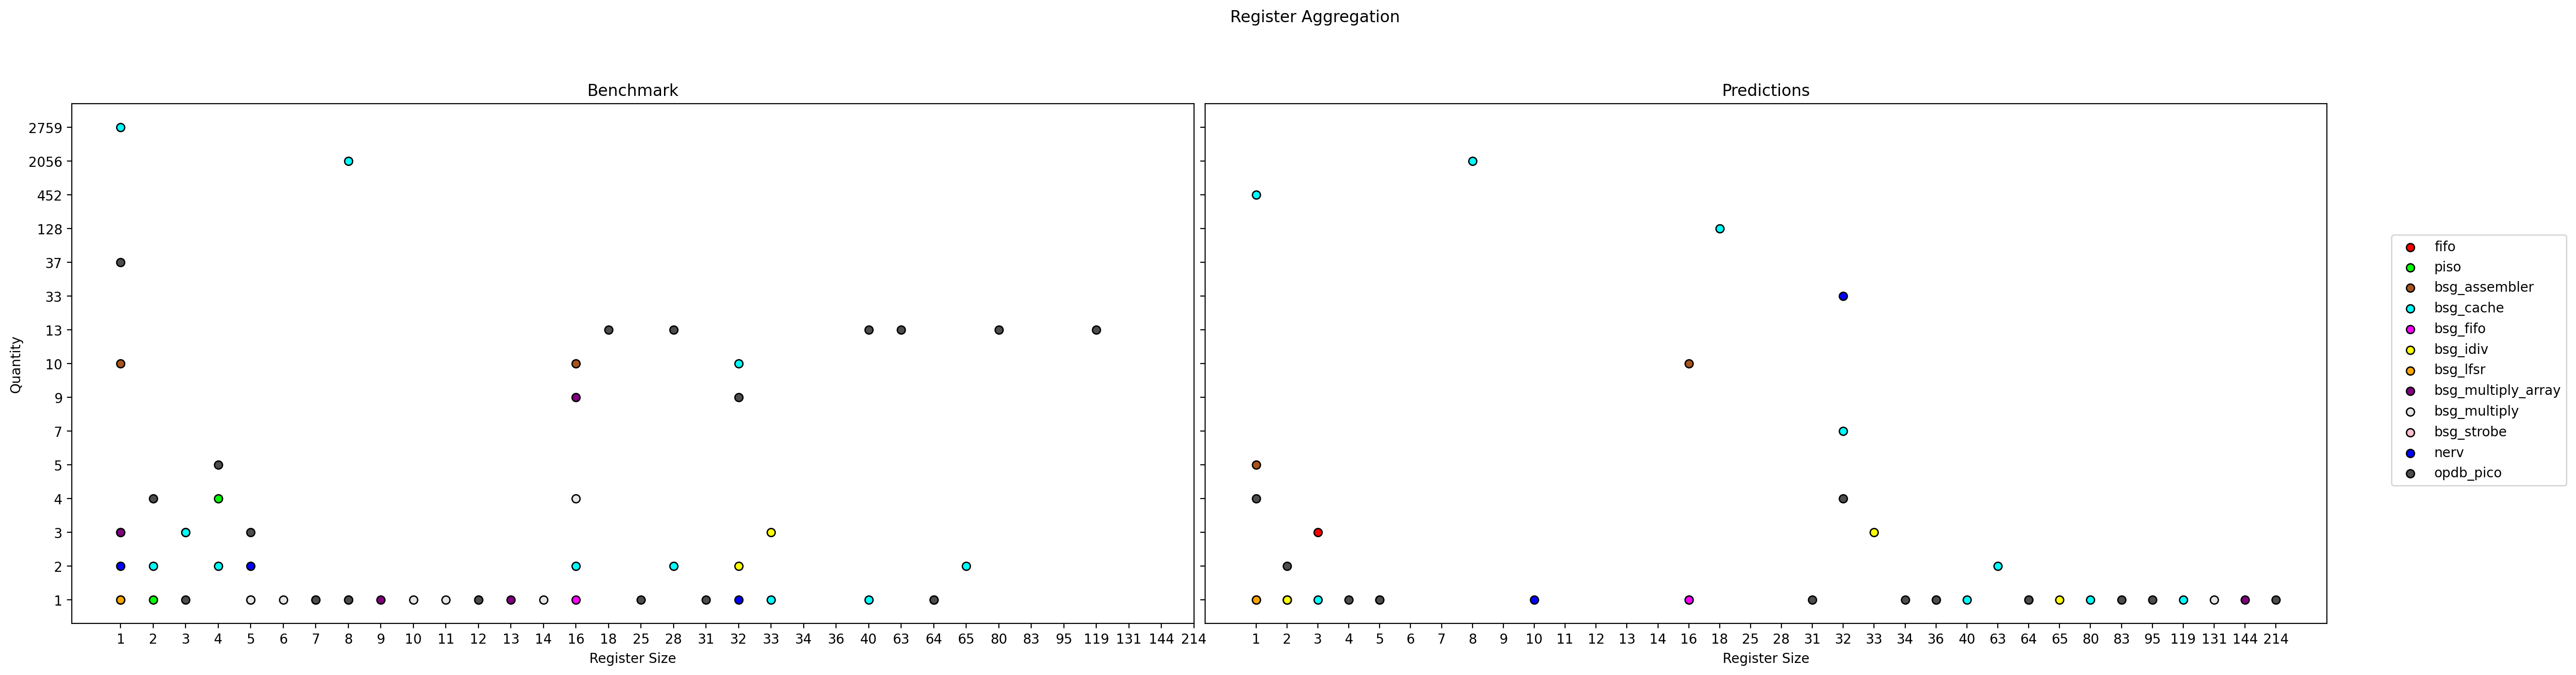 Register Aggregation
Benchmark
Predictions
2759
2056
452
128
37
33
13
10
9
7
5
4
3
2
1
Quantity
1 2 3 4 5 6 7 8 9 10 11 12 13 14 16 18 25 28 31 32 33 34 36 40 63 64 65 80 83 95 119 131 144 214
Register Size
1 2 3 4 5 6 7 8 9 10 11 12 13 14 16 18 25 28 31 32 33 34 36 40 63 64 65 80 83 95 119 131 144 214
Register Size
fifo
piso
bsg_assembler
bsg_cache
bsg_fifo
bsg_idiv
bsg_lfsr
bsg_multiply_array
bsg_multiply
bsg_strobe
nerv
opdb_pico